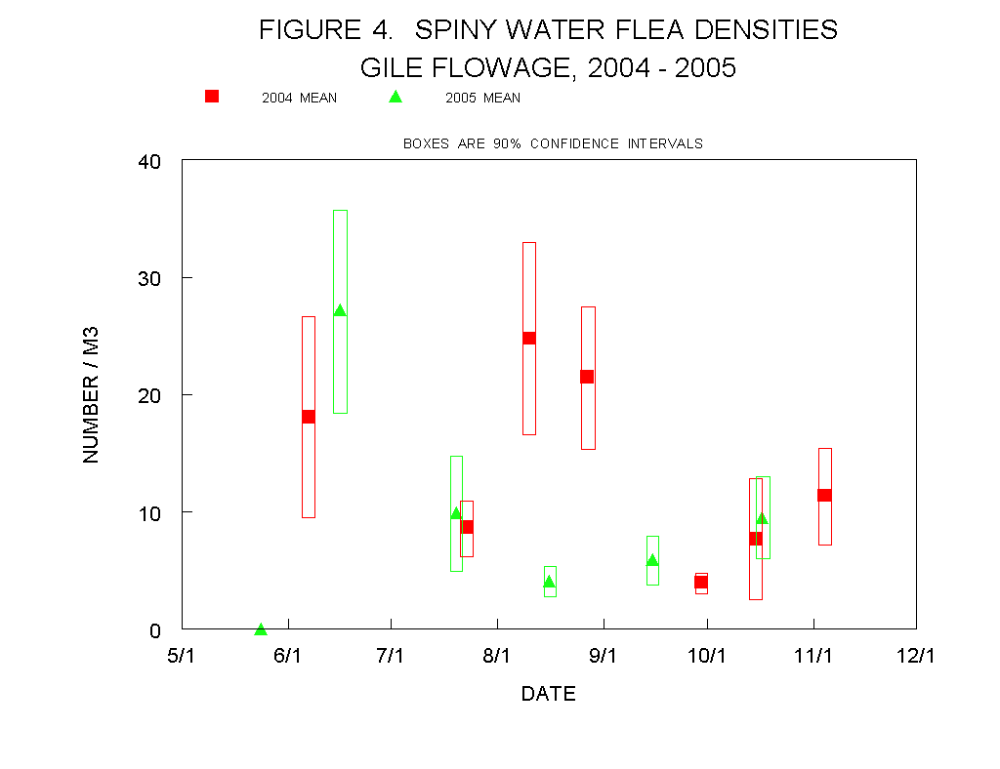 FIGURE 4. SPINY WATER FLEA DENSITIES
GILE FLOWAGE, 2004 - 2005
2004 MEAN 2005 MEAN
BOXES ARE 90% CONFIDENCE INTERVALS
40
30
20
10
0
NUMBER / M3
5/1 6/1 7/1 8/1 9/1 10/1 11/1 12/1
DATE